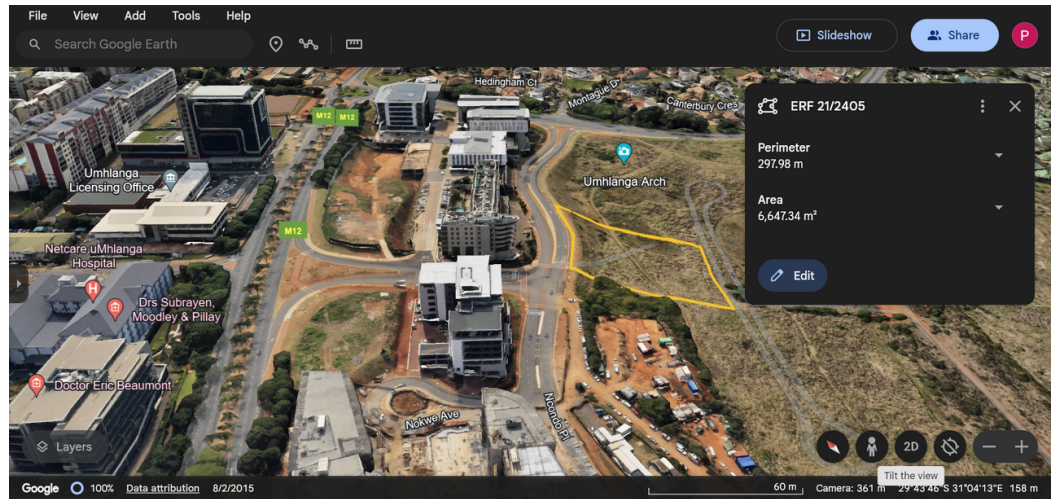 File View Add Tools Help
Search Google Earth
Slideshow
Share
P
ERF 21/2405
Perimeter
297.98 m
Area
6,647.34 m²
Edit
Hedingham Ct
Montague Dr
Canterbury Cres
M12 M12
Umhlanga
Licensing Office
Umhlanga Arch
M12
Netcare uMhlanga
Hospital
H
Drs Subrayen,
Moodley & Pillay
Doctor Eric Beaumont
Nokwe Ave
Ncondo Pl
Layers
2D
Tilt the view
Google 100% Data attribution 8/2/2015 60 m Camera: 361 m 29°43'46"S 31°04'13"E 158 m